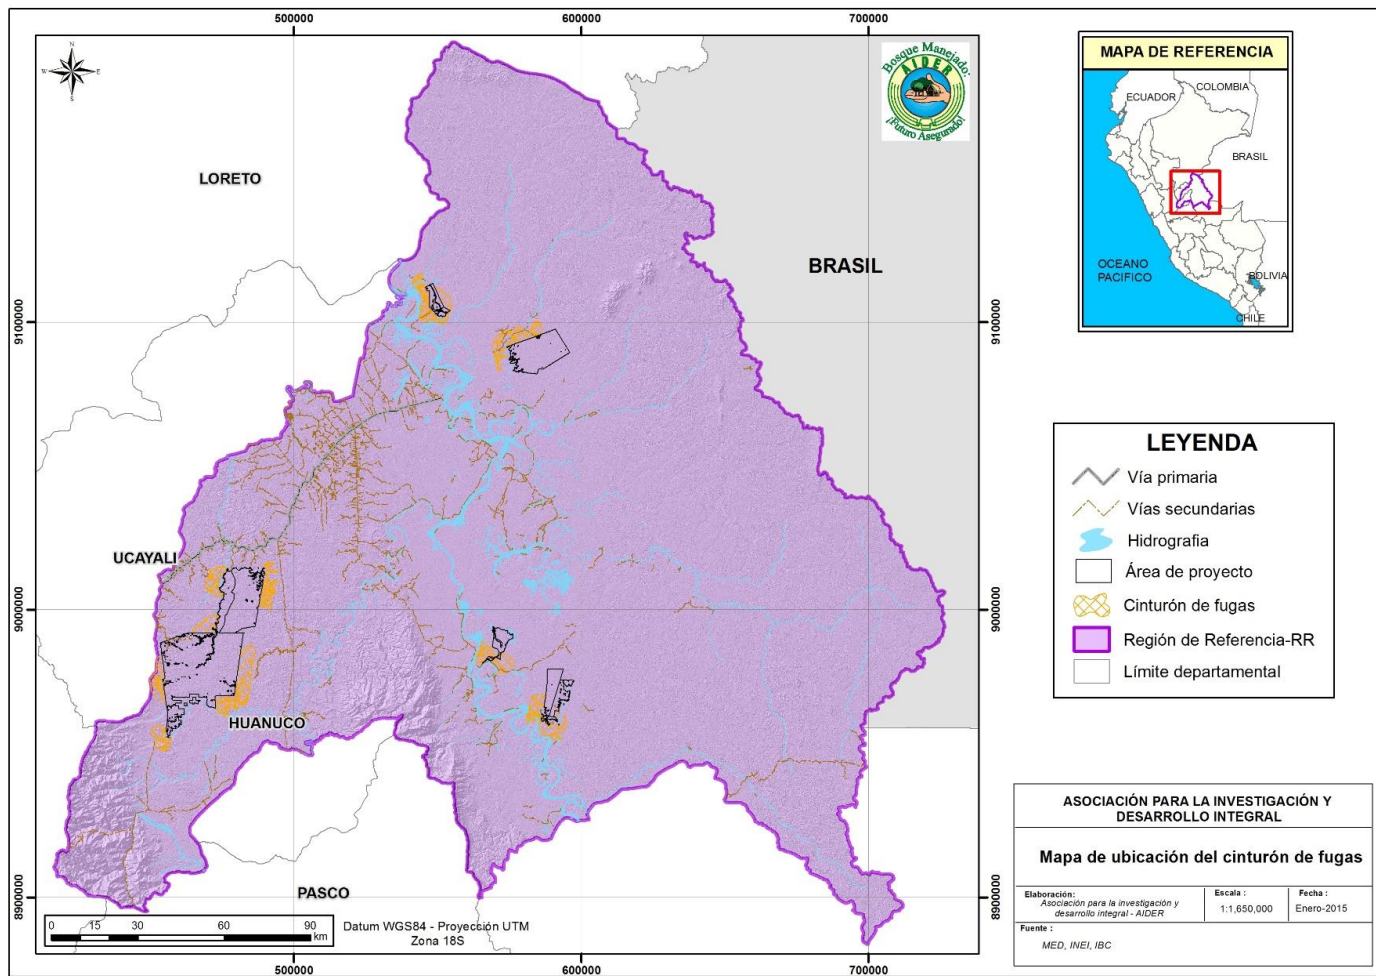 500000
600000
700000
N
W
E
S
Bosque Manejado:
AIDER
¡Futuro Asegurado!
LORETO
BRASIL
9100000
9100000
UCAYALI
9000000
9000000
HUANUCO
PASCO
8900000
8900000
0 15 30 60 90
km
Datum WGS84 - Proyección UTM
Zona 18S
500000
600000
700000
MAPA DE REFERENCIA
COLOMBIA
ECUADOR
BRASIL
OCEANO
PACIFICO
BOLIVIA
CHILE
LEYENDA
Vía primaria
Vías secundarias
Hidrografia
Área de proyecto
Cinturón de fugas
Región de Referencia-RR
Límite departamental
ASOCIACIÓN PARA LA INVESTIGACIÓN Y
DESARROLLO INTEGRAL
Mapa de ubicación del cinturón de fugas
Elaboración:
Asociación para la investigación y
desarrollo integral - AIDER
Escala :
1:1,650,000
Fecha :
Enero-2015
Fuente :
MED, INEI, IBC